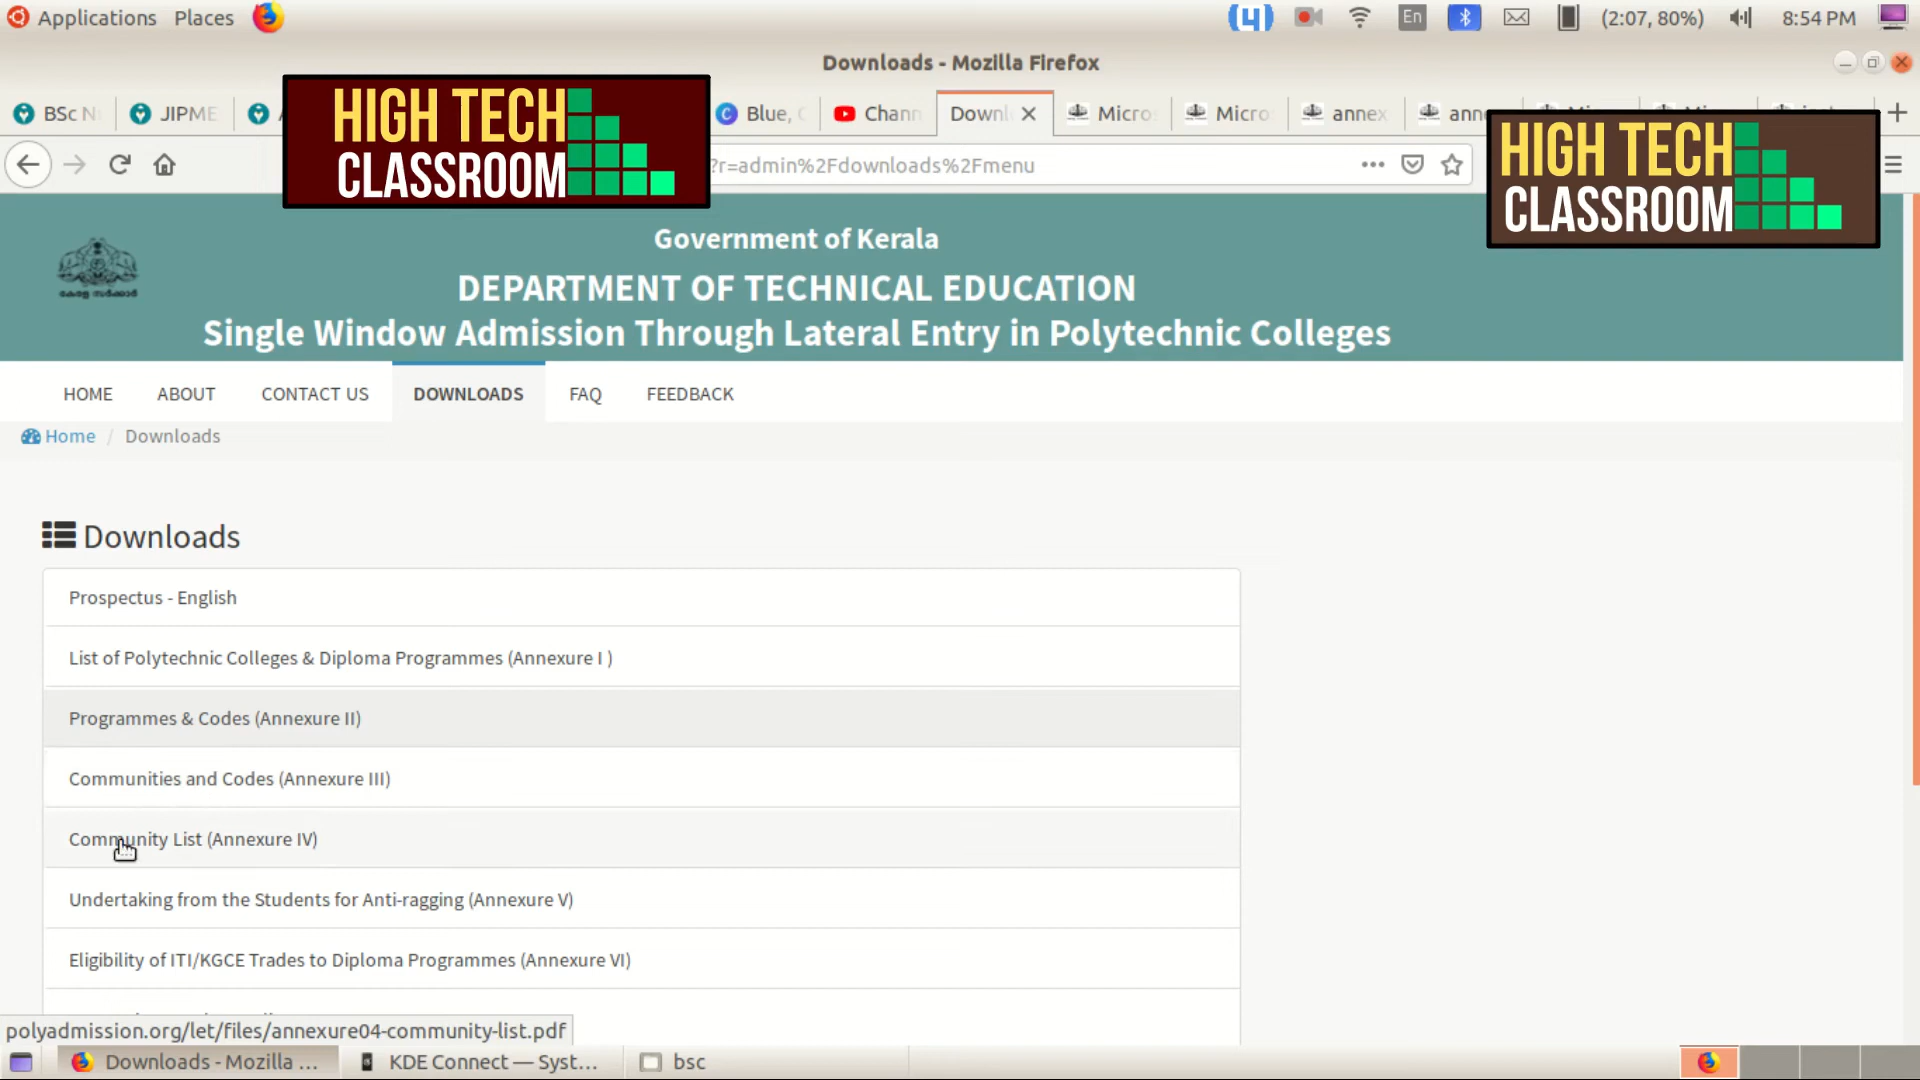 Applications Places
En (2:07, 80%) 8:54 PM
Downloads - Mozilla Firefox
BSc N JIPME Blue, C Chann Downl Micro Micro annex ann
HIGH TECH
CLASSROOM
HIGH TECH
CLASSROOM
?r=admin%2Fdownloads%2Fmenu
Government of Kerala
DEPARTMENT OF TECHNICAL EDUCATION
Single Window Admission Through Lateral Entry in Polytechnic Colleges
കേരള സർക്കാർ
HOME ABOUT CONTACT US DOWNLOADS FAQ FEEDBACK
Home / Downloads
Downloads
Prospectus - English
List of Polytechnic Colleges & Diploma Programmes (Annexure I )
Programmes & Codes (Annexure II)
Communities and Codes (Annexure III)
Community List (Annexure IV)
Undertaking from the Students for Anti-ragging (Annexure V)
Eligibility of ITI/KGCE Trades to Diploma Programmes (Annexure VI)
polyadmission.org/let/files/annexure04-community-list.pdf
Downloads - Mozilla ... KDE Connect — Syst... bsc